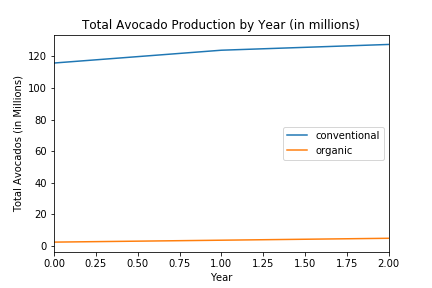 Total Avocado Production by Year (in millions)
Total Avocados (in Millions)
120
100
80
60
40
20
0
conventional
organic
0.00 0.25 0.50 0.75 1.00 1.25 1.50 1.75 2.00
Year